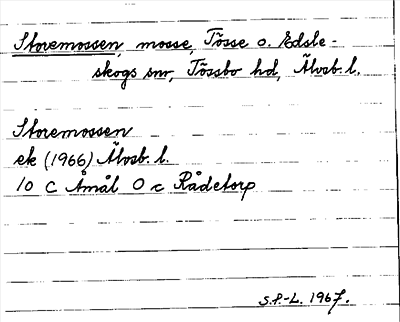 Storemossen, mosse, Tösse o. Edsle-
skogs snr, Tössbo hd, Älvsb. l.
Storemossen
ek (1966) Älvsb. l.
10 C Åmål O c Rådetorp
S.P.-L. 1967.